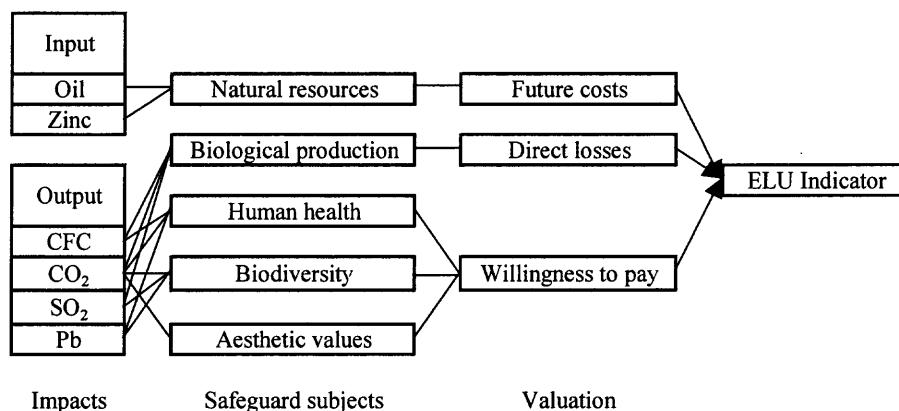 Input
Oil
Zinc
Natural resources
Future costs
Biological production
Direct losses
ELU Indicator
Output
CFC
CO₂
SO₂
Pb
Human health
Biodiversity
Willingness to pay
Aesthetic values
Impacts
Safeguard subjects
Valuation